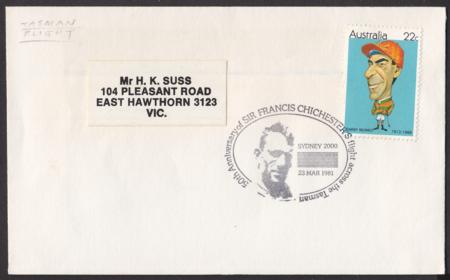 TASMAN
FLIGHT
Australia 22c
Mr H. K. SUSS
104 PLEASANT ROAD
EAST HAWTHORN 3123
VIC.
50th Anniversary of SIR FRANCIS CHICHESTER'S flight across the Tasman
SYDNEY 2000
23 MAR 1981